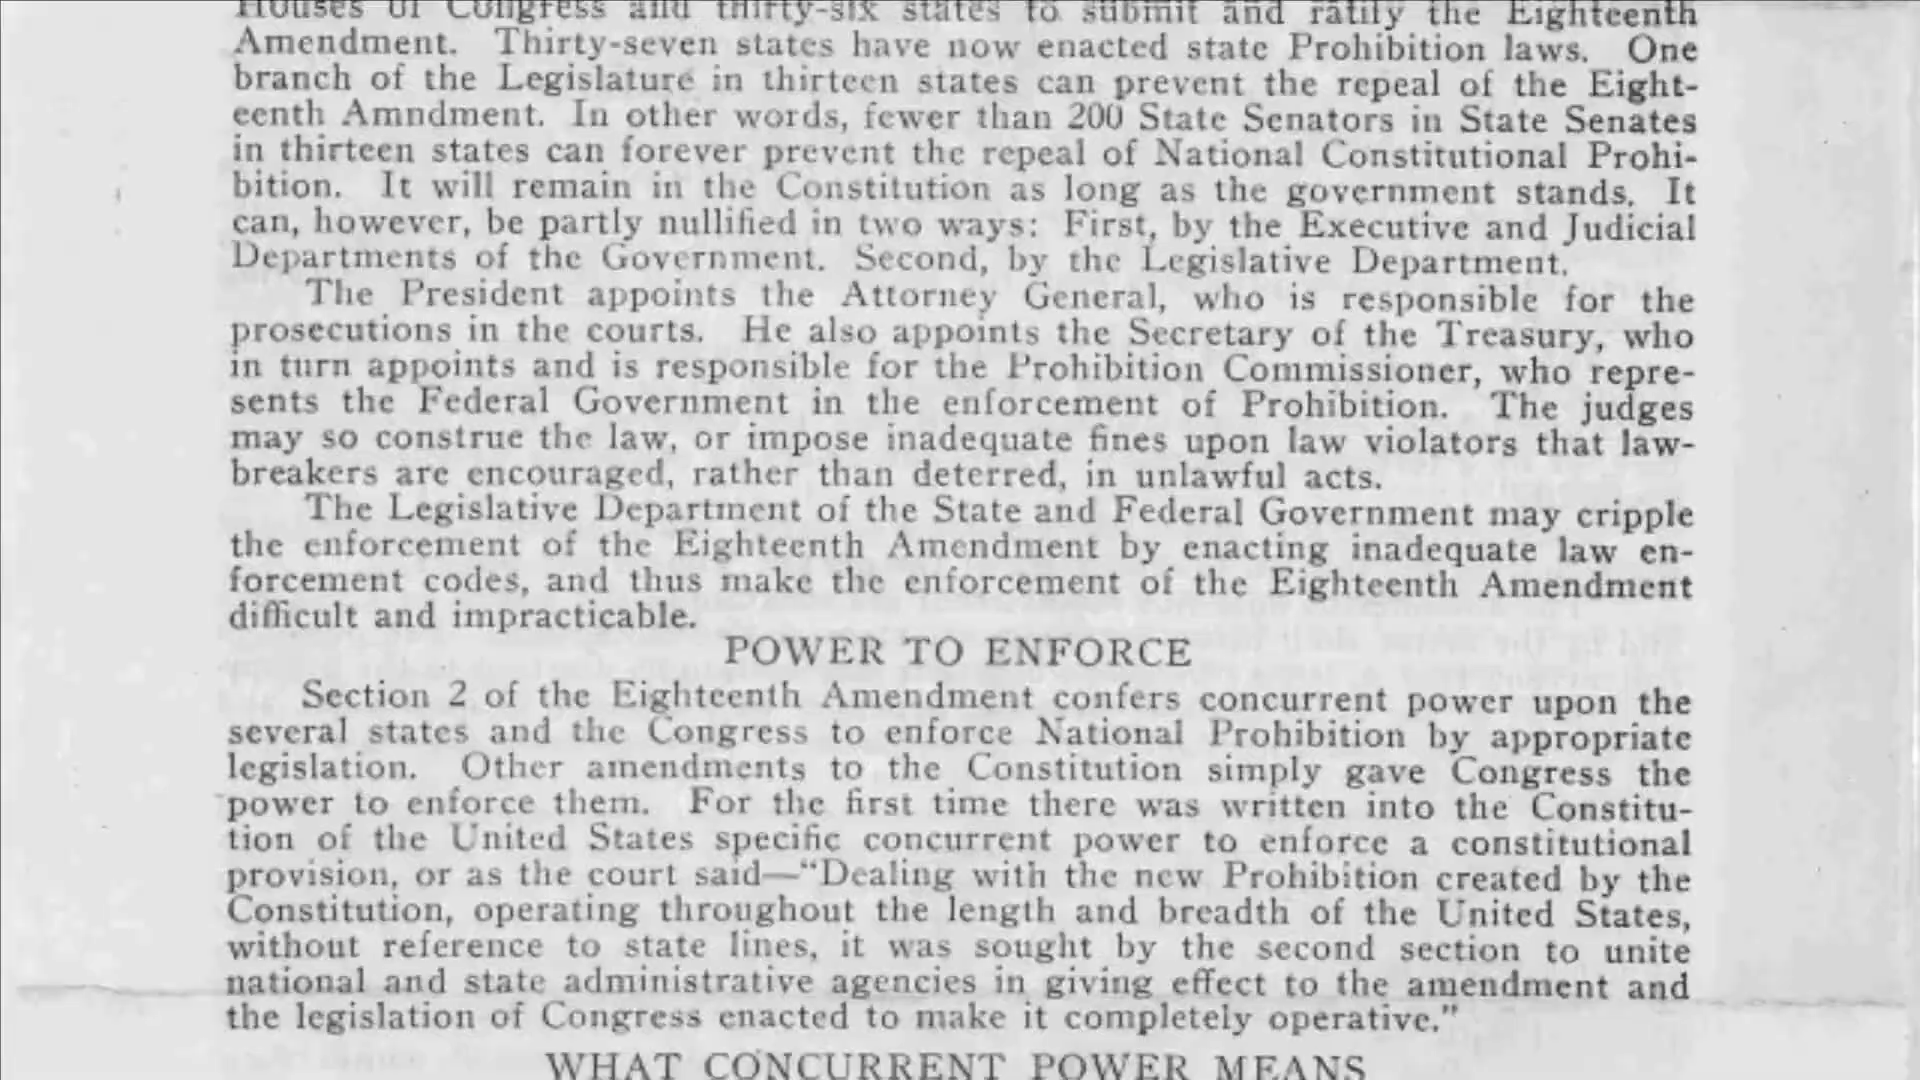 Houses of Congress and thirty-six states to submit and ratify the Eighteenth
Amendment. Thirty-seven states have now enacted state Prohibition laws. One
branch of the Legislature in thirteen states can prevent the repeal of the Eight-
eenth Amndment. In other words, fewer than 200 State Senators in State Senates
in thirteen states can forever prevent the repeal of National Constitutional Prohi-
bition. It will remain in the Constitution as long as the government stands. It
can, however, be partly nullified in two ways: First, by the Executive and Judicial
Departments of the Government. Second, by the Legislative Department.
The President appoints the Attorney General, who is responsible for the
prosecutions in the courts. He also appoints the Secretary of the Treasury, who
in turn appoints and is responsible for the Prohibition Commissioner, who repre-
sents the Federal Government in the enforcement of Prohibition. The judges
may so construe the law, or impose inadequate fines upon law violators that law-
breakers are encouraged, rather than deterred, in unlawful acts.
The Legislative Department of the State and Federal Government may cripple
the enforcement of the Eighteenth Amendment by enacting inadequate law en-
forcement codes, and thus make the enforcement of the Eighteenth Amendment
difficult and impracticable.
POWER TO ENFORCE
Section 2 of the Eighteenth Amendment confers concurrent power upon the
several states and the Congress to enforce National Prohibition by appropriate
legislation. Other amendments to the Constitution simply gave Congress the
power to enforce them. For the first time there was written into the Constitu-
tion of the United States specific concurrent power to enforce a constitutional
provision, or as the court said—“Dealing with the new Prohibition created by the
Constitution, operating throughout the length and breadth of the United States,
without reference to state lines, it was sought by the second section to unite
national and state administrative agencies in giving effect to the amendment and
the legislation of Congress enacted to make it completely operative.”
WHAT CONCURRENT POWER MEANS